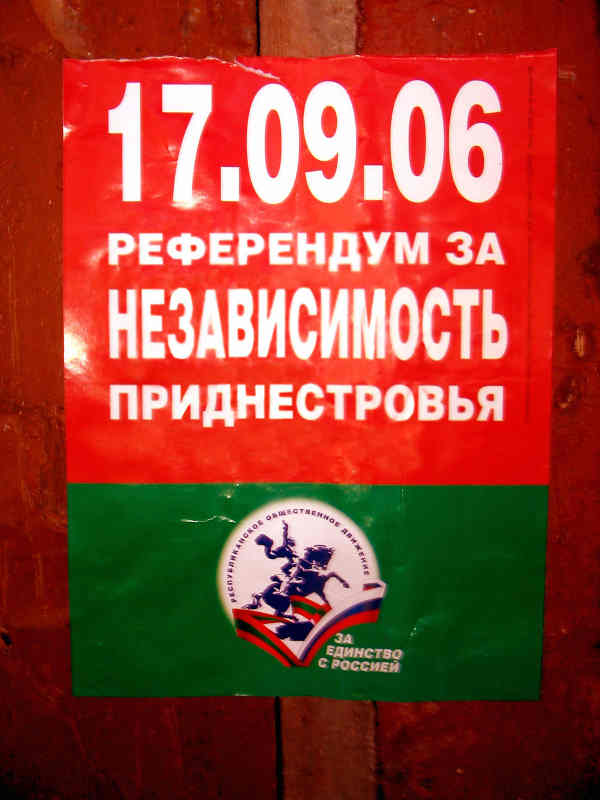 17.09.06
РЕФЕРЕНДУМ ЗА
НЕЗАВИСИМОСТЬ
ПРИДНЕСТРОВЬЯ
РЕСПУБЛИКАНСКОЕ ОБЩЕСТВЕННОЕ ДВИЖЕНИЕ
ЗА
ЕДИНСТВО
С РОССИЕЙ